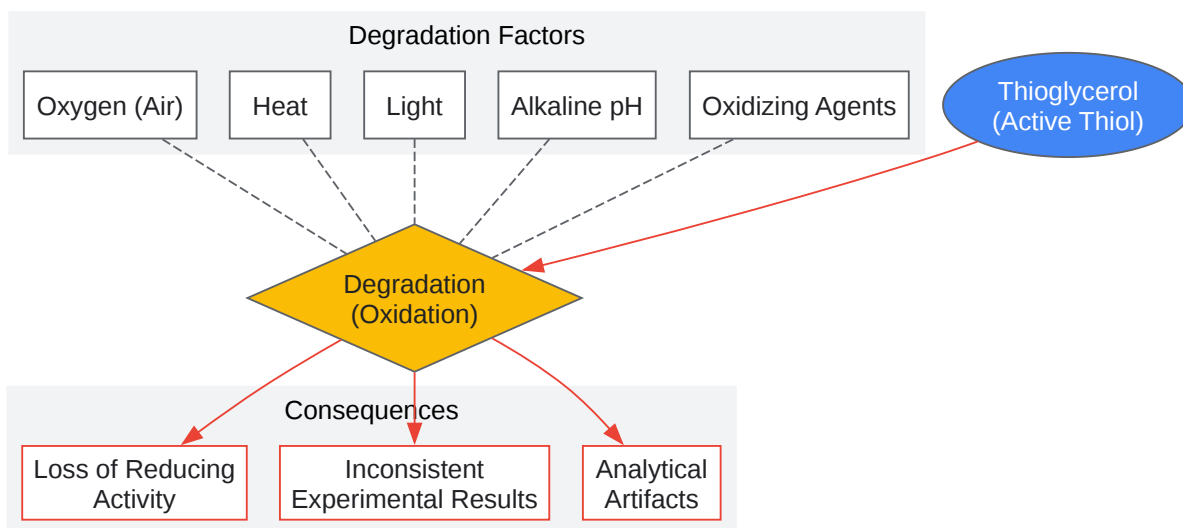 Degradation Factors
Oxygen (Air)
Heat
Light
Alkaline pH
Oxidizing Agents
Thioglycerol
(Active Thiol)
Degradation
(Oxidation)
Consequences
Loss of Reducing
Activity
Inconsistent
Experimental Results
Analytical
Artifacts